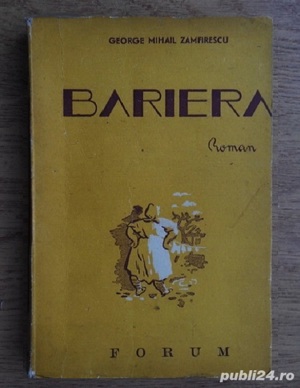 GEORGE MIHAIL ZAMFIRESCU
BARIERA
Roman
FORUM
publi24.ro